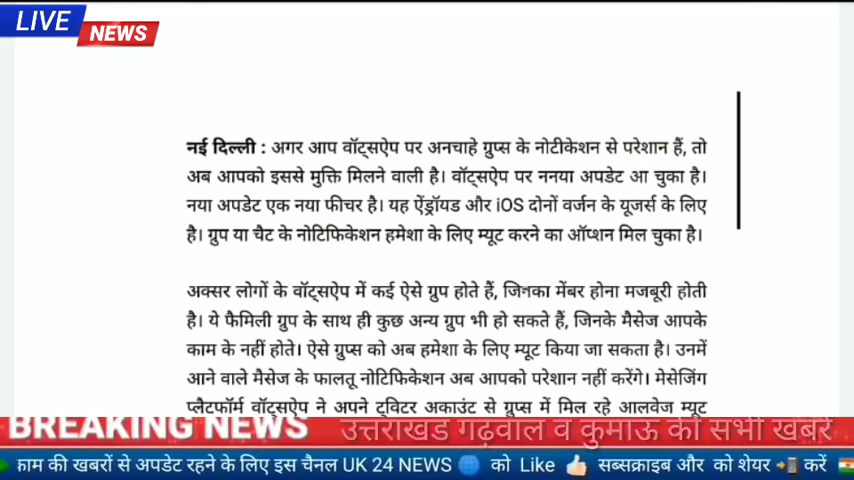 LIVE
NEWS
नई दिल्ली : अगर आप वॉट्सऐप पर अनचाहे ग्रुप्स के नोटीकेशन से परेशान हैं, तो
अब आपको इससे मुक्ति मिलने वाली है। वॉट्सऐप पर ननया अपडेट आ चुका है।
नया अपडेट एक नया फीचर है। यह ऐंड्रॉयड और iOS दोनों वर्जन के यूजर्स के लिए
है। ग्रुप या चैट के नोटिफिकेशन हमेशा के लिए म्यूट करने का ऑप्शन मिल चुका है।
अक्सर लोगों के वॉट्सऐप में कई ऐसे ग्रुप होते हैं, जिनका मेंबर होना मजबूरी होती
है। ये फैमिली ग्रुप के साथ ही कुछ अन्य ग्रुप भी हो सकते हैं, जिनके मैसेज आपके
काम के नहीं होते। ऐसे ग्रुप्स को अब हमेशा के लिए म्यूट किया जा सकता है। उनमें
आने वाले मैसेज के फालतू नोटिफिकेशन अब आपको परेशान नहीं करेंगे। मेसेजिंग
प्लैटफॉर्म वॉट्सऐप ने अपने ट्विटर अकाउंट से ग्रुप्स में मिल रहे आलवेज म्यूट
BREAKING NEWS उत्तराखंड गढ़वाल व कुमाऊ की सभी खबरें
काम की खबरों से अपडेट रहने के लिए इस चैनल UK 24 NEWS को Like सब्सक्राइब और को शेयर करें